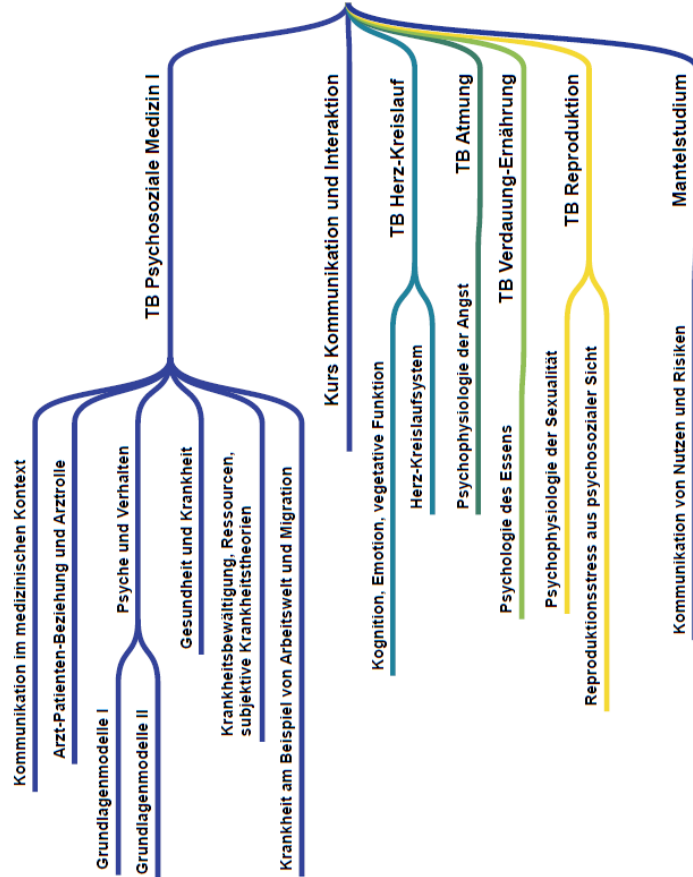 TB Psychosoziale Medizin I
Kommunikation im medizinischen Kontext
Arzt-Patienten-Beziehung und Arztrolle
Psyche und Verhalten
Grundlagenmodelle I
Grundlagenmodelle II
Gesundheit und Krankheit
Krankheitsbewältigung, Ressourcen,
subjektive Krankheitstheorien
Krankheit am Beispiel von Arbeitswelt und Migration
Kurs Kommunikation und Interaktion
TB Herz-Kreislauf
Kognition, Emotion, vegetative Funktion
Herz-Kreislaufsystem
TB Atmung
Psychophysiologie der Angst
TB Verdauung-Ernährung
Psychologie des Essens
TB Reproduktion
Psychophysiologie der Sexualität
Reproduktionsstress aus psychosozialer Sicht
Mantelstudium
Kommunikation von Nutzen und Risiken